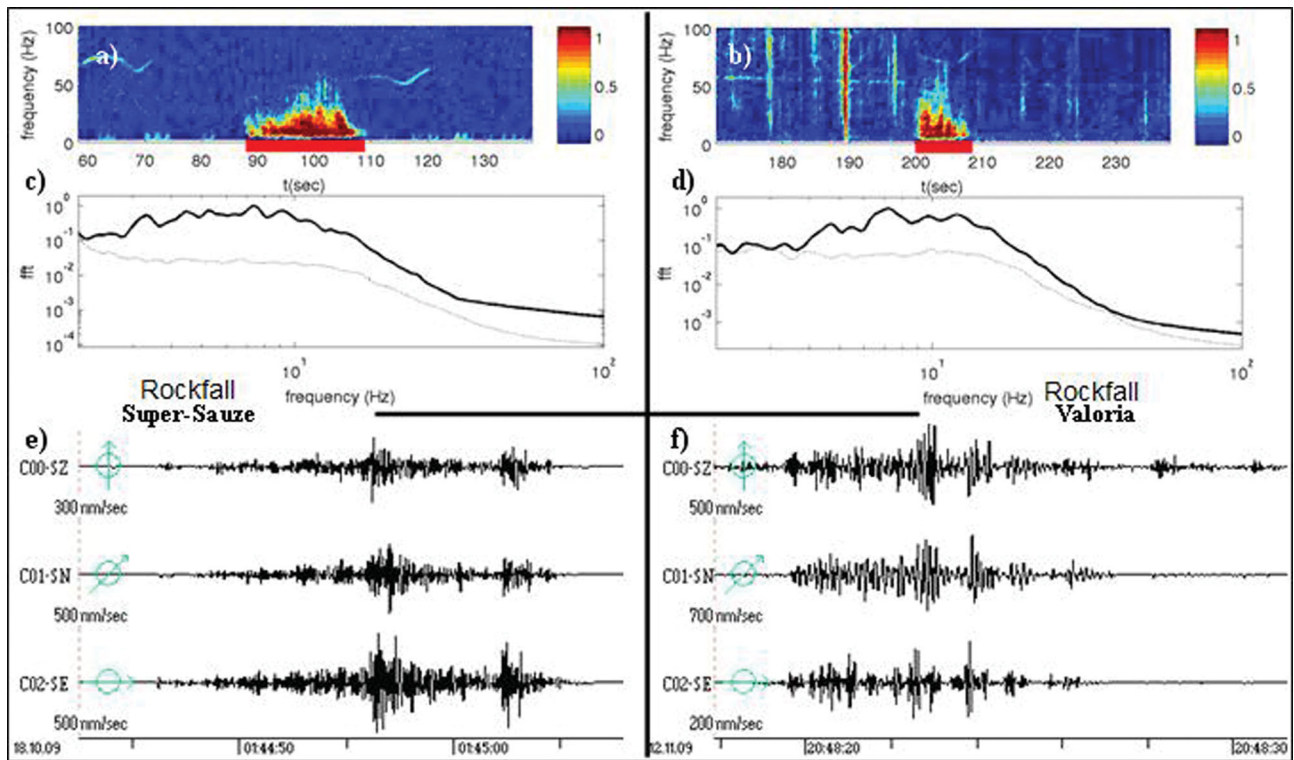 a)
frequency (Hz)
100
50
0
60 70 80 90 100 110 120 130
t(sec)
1
0.5
0
b)
frequency (Hz)
100
50
0
180 190 200 210 220 230
t(sec)
1
0.5
0
c)
fft
10^0
10^-1
10^-2
10^-3
10^-4
10^1 10^2
frequency (Hz)
d)
fft
10^0
10^-1
10^-2
10^-3
10^1 10^2
frequency (Hz)
Rockfall
Super-Sauze
Rockfall
Valoria
e)
C00-SZ
300 nm/sec
C01-SN
500 nm/sec
C02-SE
500 nm/sec
18.10.09 01:44:50 01:45:00
f)
C00-SZ
500 nm/sec
C01-SN
700 nm/sec
C02-SE
200 nm/sec
12.11.09 20:48:20 20:48:30